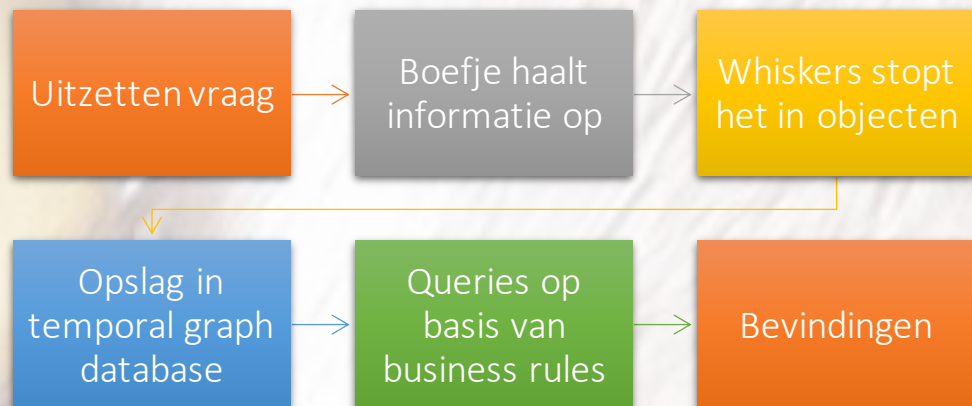 Uitzetten vraag
Boefje haalt
informatie op
Whiskers stopt
het in objecten
Opslag in
temporal graph
database
Queries op
basis van
business rules
Bevindingen